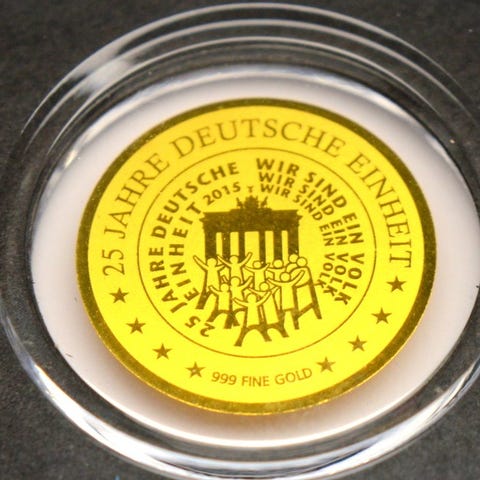 25 JAHRE DEUTSCHE EINHEIT
25 JAHRE DEUTSCHE
EINHEIT 2015
WIR SIND EIN VOLK
WIR SIND EIN VOLK
WIR SIND EIN VOLK
999 FINE GOLD